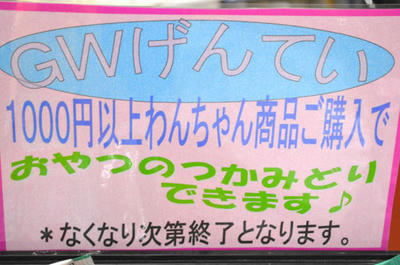 GWげんてい
1000円以上わんちゃん商品ご購入で
おやつのつかみどり
できます♪
＊なくなり次第終了となります。